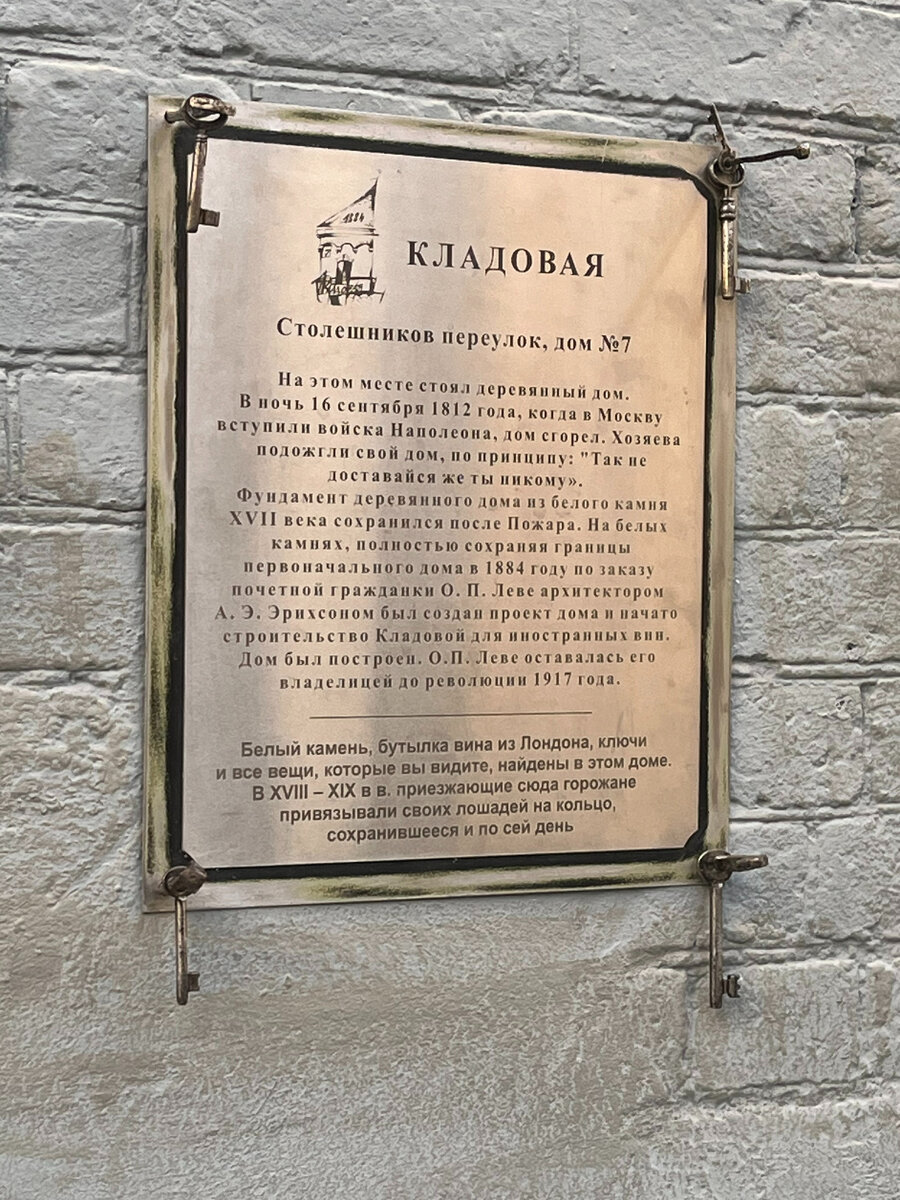 1884
КЛАДОВАЯ
Столешников переулок, дом №7
На этом месте стоял деревянный дом.
В ночь 16 сентября 1812 года, когда в Москву
вступили войска Наполеона, дом сгорел. Хозяева
подожгли свой дом, по принципу: "Так не
доставайся же ты никому».
Фундамент деревянного дома из белого камня
XVII века сохранился после Пожара. На белых
камнях, полностью сохраняя границы
первоначального дома в 1884 году по заказу
почетной гражданки О. П. Леве архитектором
А. Э. Эрихсоном был создан проект дома и начато
строительство Кладовой для иностранных вин.
Дом был построен. О.П. Леве оставалась его
владелицей до революции 1917 года.
Белый камень, бутылка вина из Лондона, ключи
и все вещи, которые вы видите, найдены в этом доме.
В XVIII – XIX в в. приезжающие сюда горожане
привязывали своих лошадей на кольцо,
сохранившееся и по сей день